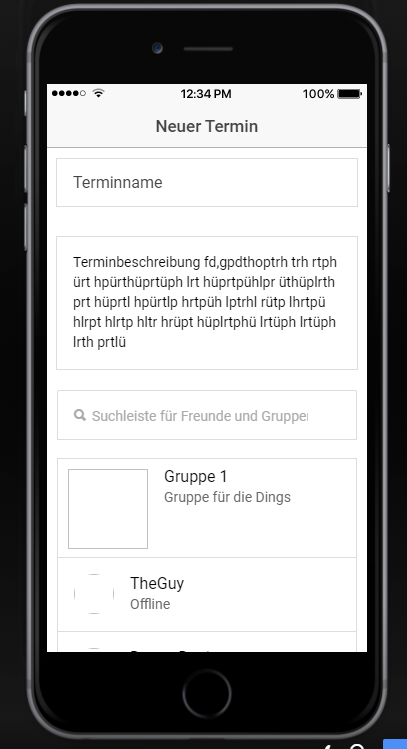 12:34 PM 100%
Neuer Termin
Terminname
Terminbeschreibung fd,gpdthoptrh trh rtph
ürt hpürthüprtüph lrt hüprtpühlpr üthüplrth
prt hüprtl hpürtlp hrtpüh lptrhl rütp lhrtpü
hlrpt hlrtp hltr hrüpt hüplrtphü lrtüph lrtüph
lrth prtlü
Suchleiste für Freunde und Gruppe
Gruppe 1
Gruppe für die Dings
TheGuy
Offline